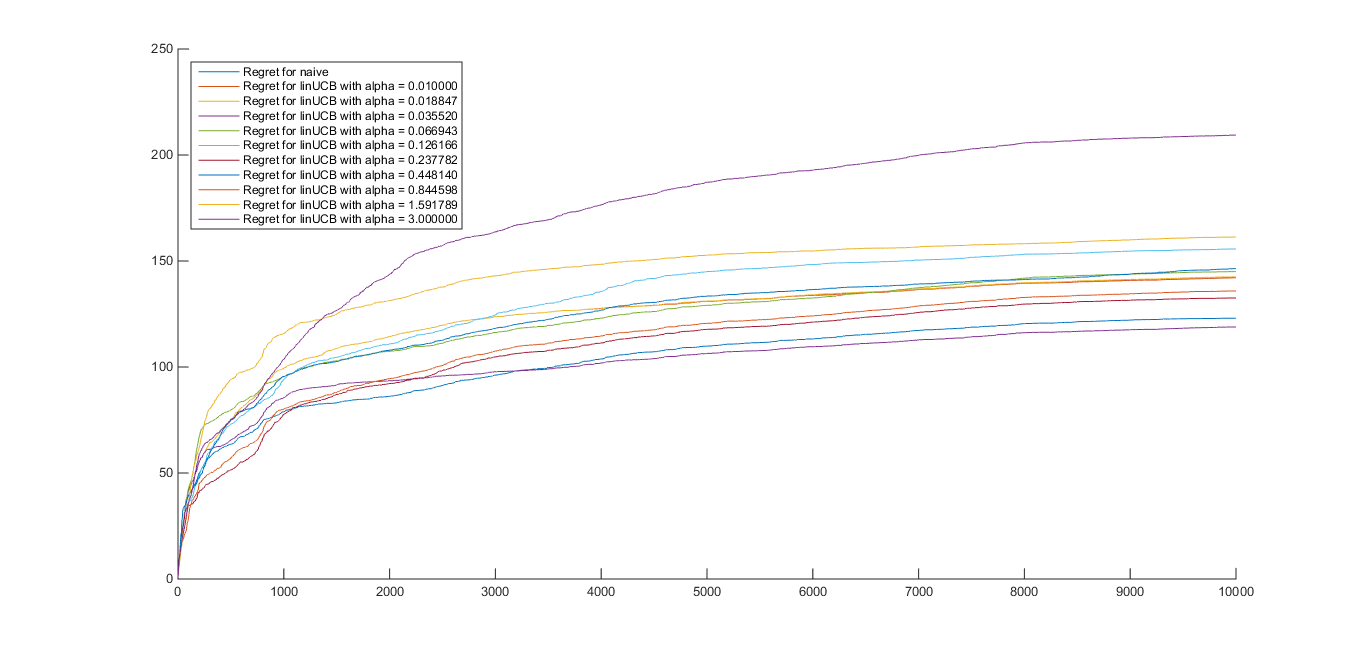 250
200
150
100
50
0
Regret for naive
Regret for linUCB with alpha = 0.010000
Regret for linUCB with alpha = 0.018847
Regret for linUCB with alpha = 0.035520
Regret for linUCB with alpha = 0.066943
Regret for linUCB with alpha = 0.126166
Regret for linUCB with alpha = 0.237782
Regret for linUCB with alpha = 0.448140
Regret for linUCB with alpha = 0.844598
Regret for linUCB with alpha = 1.591789
Regret for linUCB with alpha = 3.000000
0 1000 2000 3000 4000 5000 6000 7000 8000 9000 10000